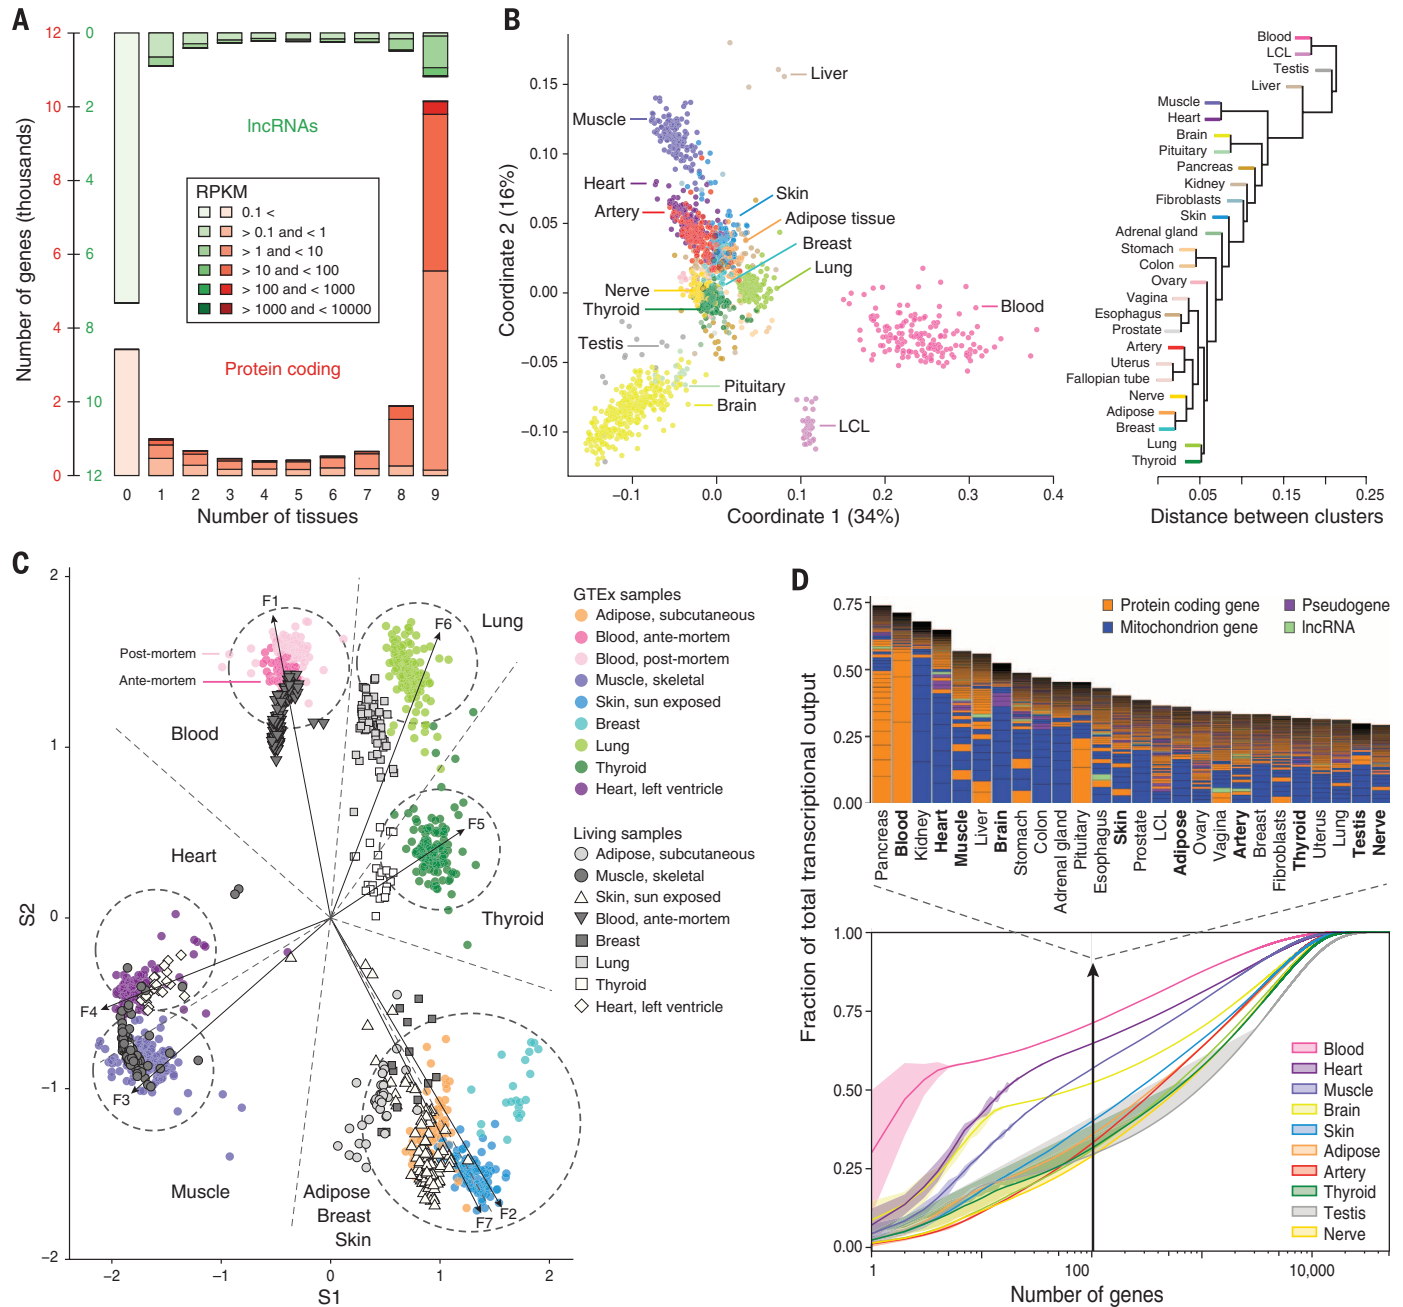 A
12
10
8
6
4
2
0
0
2
4
6
8
10
12
Number of genes (thousands)
lncRNAs
RPKM
0.1 <
> 0.1 and < 1
> 1 and < 10
> 10 and < 100
> 100 and < 1000
> 1000 and < 10000
Protein coding
0 1 2 3 4 5 6 7 8 9
Number of tissues
B
Coordinate 2 (16%)
0.15
0.10
0.05
0.00
−0.05
−0.10
Liver
Muscle
Heart
Artery
Skin
Adipose tissue
Breast
Lung
Nerve
Thyroid
Blood
Testis
Pituitary
Brain
LCL
−0.1 0.0 0.1 0.2 0.3 0.4
Coordinate 1 (34%)
Blood
LCL
Testis
Liver
Muscle
Heart
Brain
Pituitary
Pancreas
Kidney
Fibroblasts
Skin
Adrenal gland
Stomach
Colon
Ovary
Vagina
Esophagus
Prostate
Artery
Uterus
Fallopian tube
Nerve
Adipose
Breast
Lung
Thyroid
0.05 0.15 0.25
Distance between clusters
C
S2
2
1
0
−1
−2
F1
F6
Lung
Post-mortem
Ante-mortem
Blood
F5
Heart
Thyroid
F4
F3
Muscle
Adipose
Breast
Skin
F7
F2
−2 −1 0 1 2
S1
GTEx samples
Adipose, subcutaneous
Blood, ante-mortem
Blood, post-mortem
Muscle, skeletal
Skin, sun exposed
Breast
Lung
Thyroid
Heart, left ventricle
Living samples
Adipose, subcutaneous
Muscle, skeletal
Skin, sun exposed
Blood, ante-mortem
Breast
Lung
Thyroid
Heart, left ventricle
D
Fraction of total transcriptional output
0.75
0.50
0.25
0.00
Protein coding gene
Mitochondrion gene
Pseudogene
lncRNA
Pancreas
Blood
Kidney
Heart
Muscle
Liver
Brain
Stomach
Colon
Adrenal gland
Pituitary
Esophagus
Skin
Prostate
LCL
Adipose
Ovary
Vagina
Artery
Breast
Fibroblasts
Thyroid
Uterus
Lung
Testis
Nerve
1.00
0.75
0.50
0.25
0.00
Blood
Heart
Muscle
Brain
Skin
Adipose
Artery
Thyroid
Testis
Nerve
1 100 10,000
Number of genes